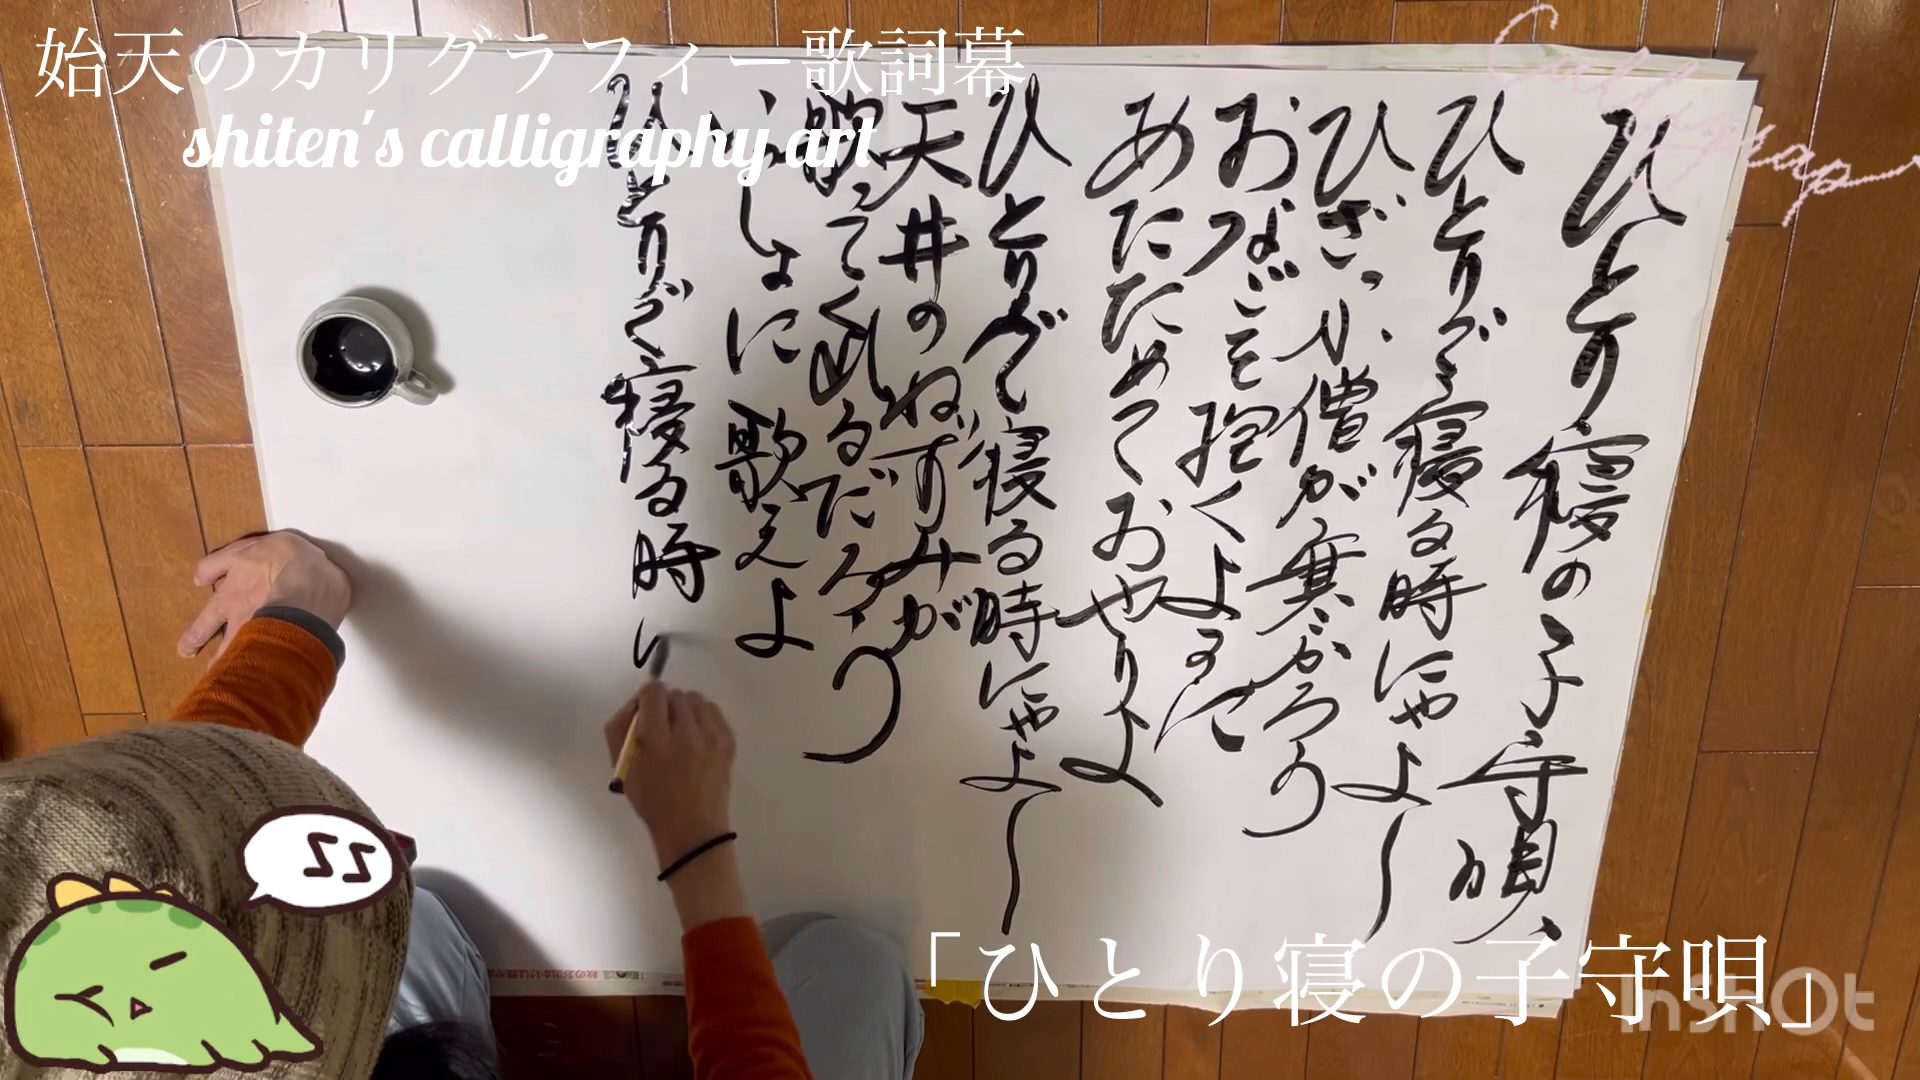 始天のカリグラフィー歌詞幕
shiten's calligraphy art
ひとり寝の子守唄、
ひとりで寝る時にゃよー
ひざっ小僧が寒かろう
おなごを抱くように
あたためておやりよ
ひとりで寝る時にゃよー
天井のねずみが
歌ってくれるだろう
いっしょに歌えよ
ひとりで寝る時
「ひとり寝の子守唄」
InShOt